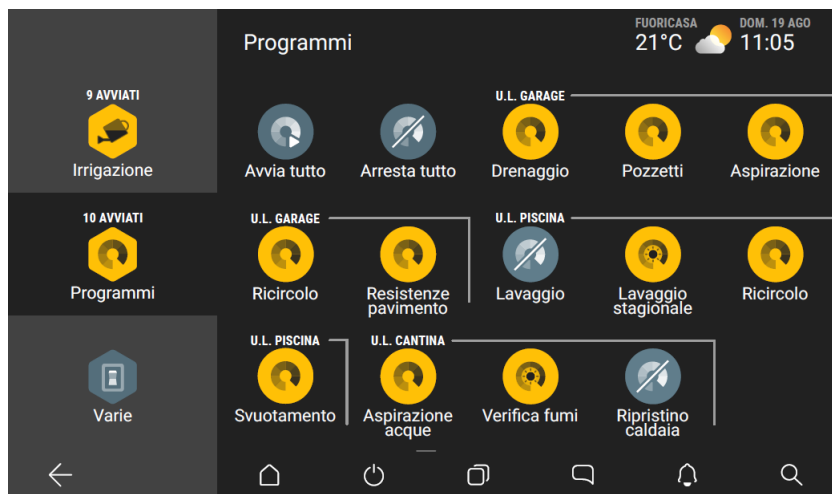 Programmi
FUORICASA
21°C
DOM. 19 AGO
11:05
9 AVVIATI
Irrigazione
10 AVVIATI
Programmi
Varie
Avvia tutto
Arresta tutto
U.L. GARAGE
Drenaggio
Pozzetti
Aspirazione
U.L. GARAGE
Ricircolo
Resistenze
pavimento
U.L. PISCINA
Lavaggio
Lavaggio
stagionale
Ricircolo
U.L. PISCINA
Svuotamento
U.L. CANTINA
Aspirazione
acque
Verifica fumi
Ripristino
caldaia